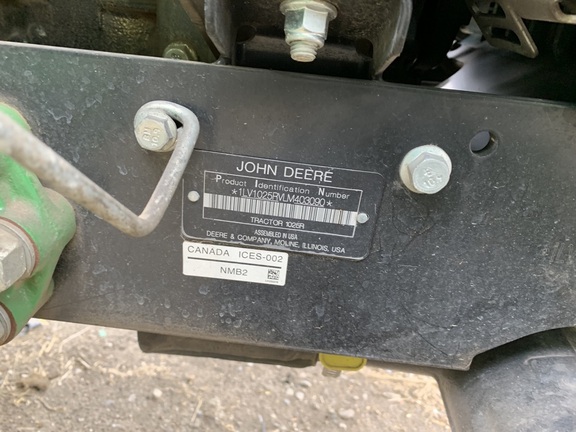 JOHN DEERE
Product Identification Number
*1LV1025RVLM403090*
TRACTOR 1025R
ASSEMBLED IN USA
DEERE & COMPANY, MOLINE, ILLINOIS, USA
CANADA ICES-002
NMB2